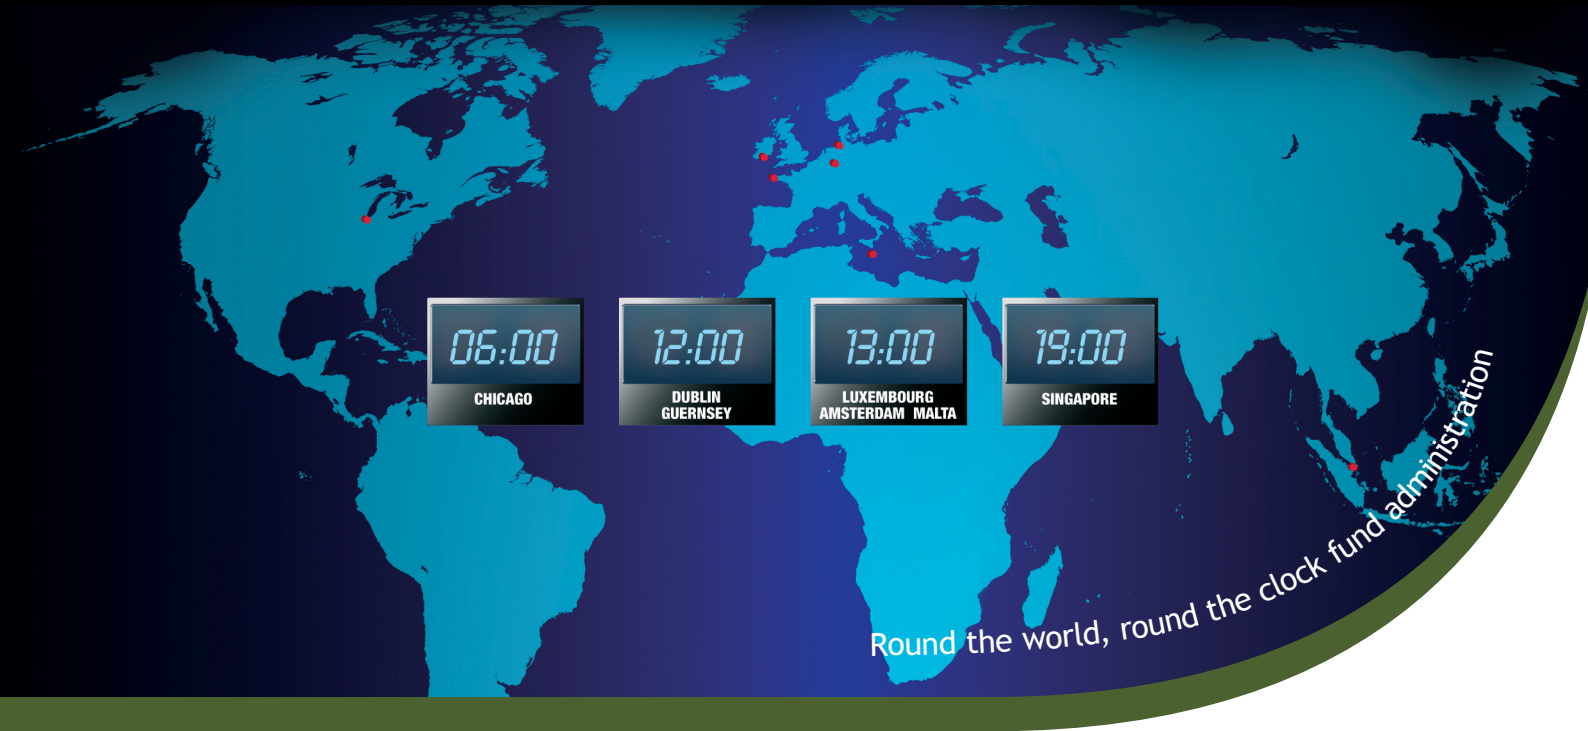 06:00
CHICAGO
12:00
DUBLIN
GUERNSEY
13:00
LUXEMBOURG
AMSTERDAM MALTA
19:00
SINGAPORE
Round the world, round the clock fund administration